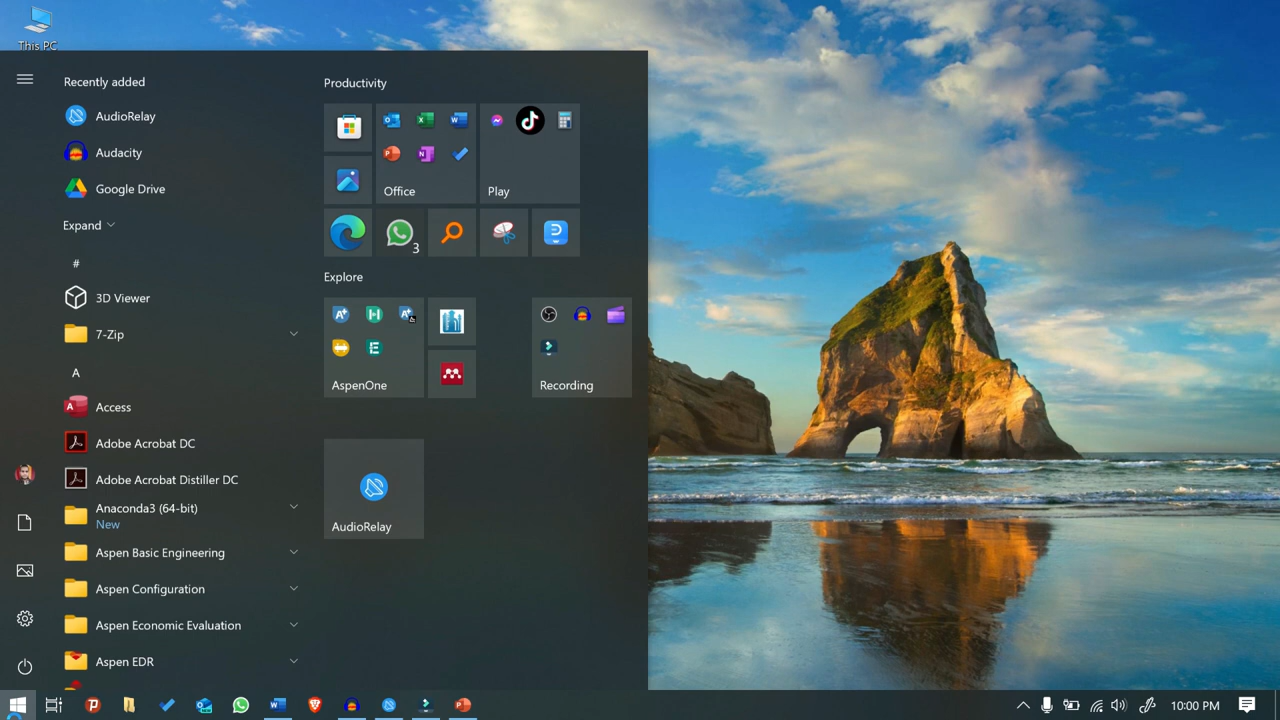 This PC
Recently added
AudioRelay
Audacity
Google Drive
Expand
#
3D Viewer
7-Zip
A
Access
Adobe Acrobat DC
Adobe Acrobat Distiller DC
Anaconda3 (64-bit)
New
Aspen Basic Engineering
Aspen Configuration
Aspen Economic Evaluation
Aspen EDR
Productivity
Office
Play
3
Explore
AspenOne
Recording
AudioRelay
10:00 PM